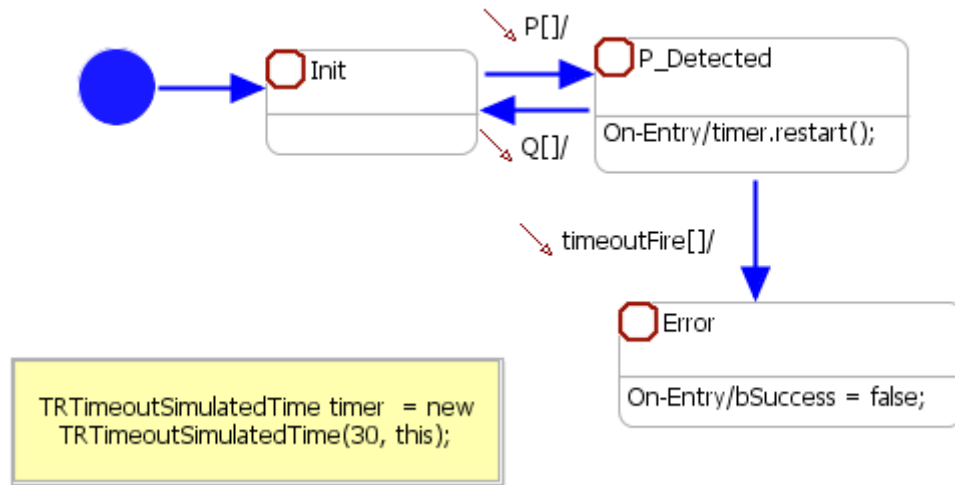 P[]/
Init
P_Detected
Q[]/
On-Entry/timer.restart();
timeoutFire[]/
Error
On-Entry/bSuccess = false;
TRTimeoutSimulatedTime timer = new
TRTimeoutSimulatedTime(30, this);